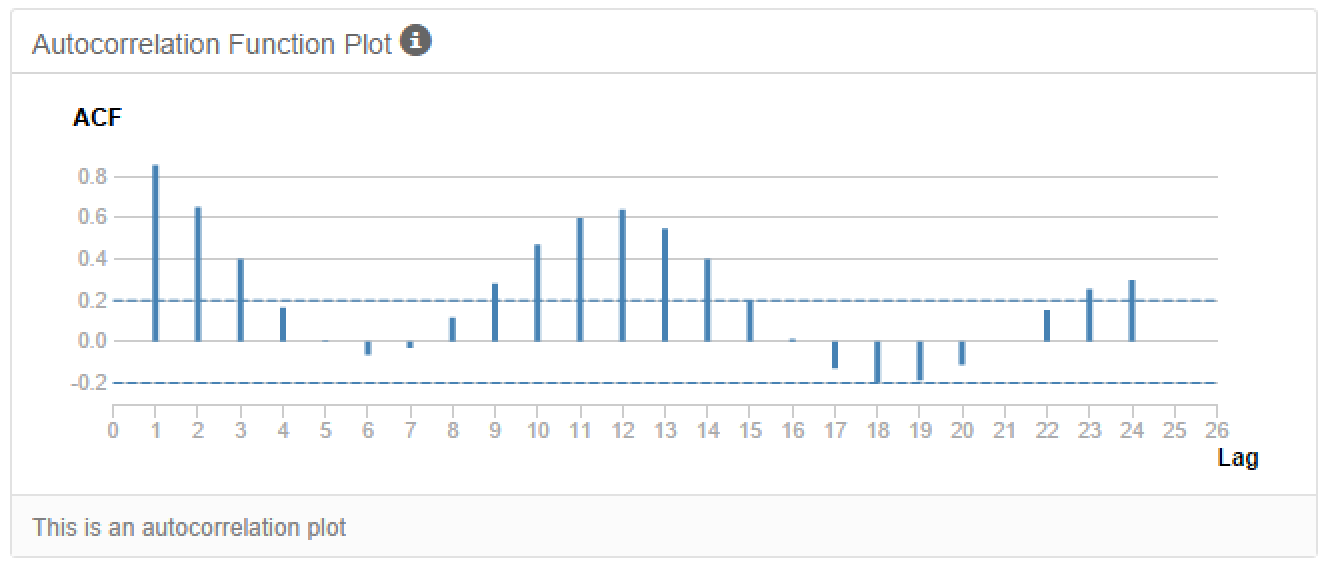 Autocorrelation Function Plot
ACF
0.8
0.6
0.4
0.2
0.0
-0.2
0 1 2 3 4 5 6 7 8 9 10 11 12 13 14 15 16 17 18 19 20 21 22 23 24 25 26
Lag
This is an autocorrelation plot